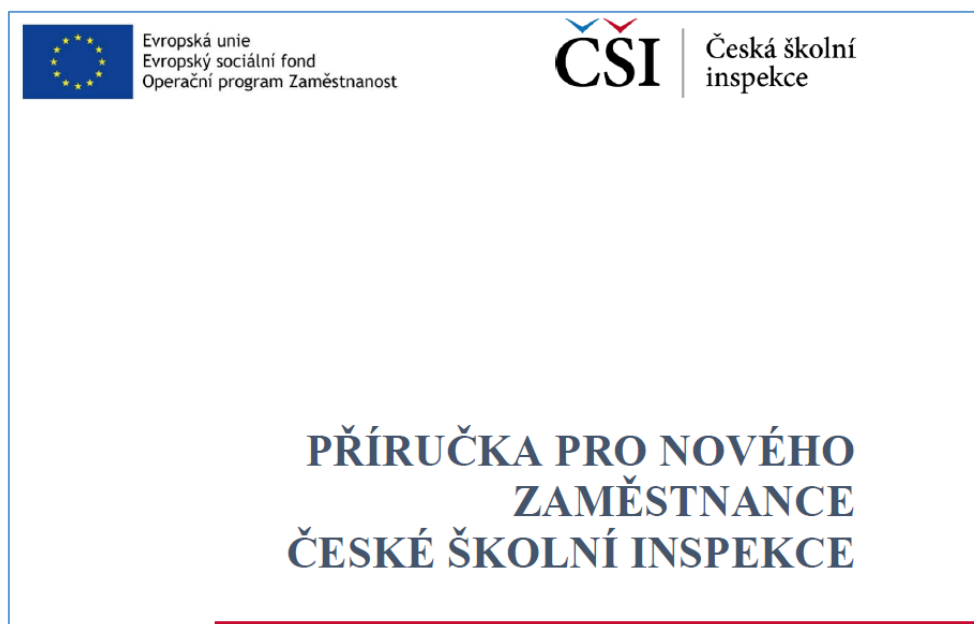 Evropská unie
Evropský sociální fond
Operační program Zaměstnanost
ČŠI
Česká školní
inspekce
PŘÍRUČKA PRO NOVÉHO
ZAMĚSTNANCE
ČESKÉ ŠKOLNÍ INSPEKCE